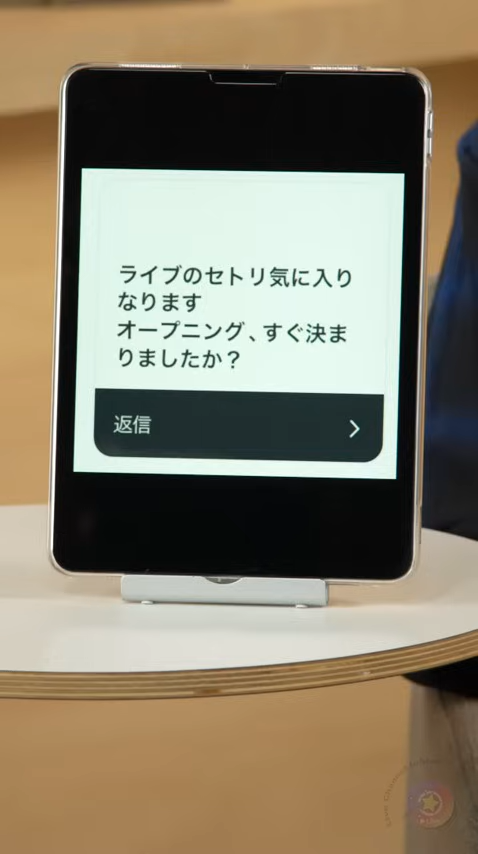 ライブのセトリ気に入り
なります
オープニング、すぐ決ま
りましたか？
返信